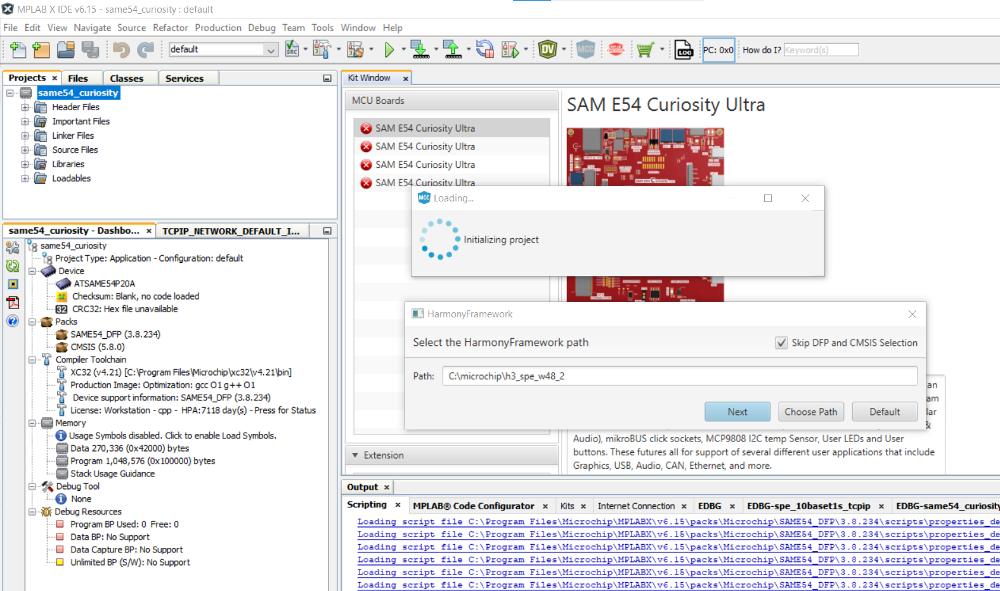 MPLAB X IDE v6.15 - same54_curiosity : default
File Edit View Navigate Source Refactor Production Debug Team Tools Window Help
default SRC DV MCC LOG PC: 0x0 How do I? Keyword(s)
Projects Files Classes Services
same54_curiosity
Header Files
Important Files
Linker Files
Source Files
Libraries
Loadables
same54_curiosity - Dashbo... TCPIP_NETWORK_DEFAULT_I...
same54_curiosity
Project Type: Application - Configuration: default
Device
ATSAME54P20A
Checksum: Blank, no code loaded
32 CRC32: Hex file unavailable
Packs
SAME54_DFP (3.8.234)
CMSIS (5.8.0)
Compiler Toolchain
XC32 (v4.21) [C:\Program Files\Microchip\xc32\v4.21\bin]
Production Image: Optimization: gcc O1 g++ O1
Device support information: SAME54_DFP (3.8.234)
License: Workstation - cpp - HPA:7118 day(s) - Press for Status
Memory
Usage Symbols disabled. Click to enable Load Symbols.
Data 270,336 (0x42000) bytes
Program 1,048,576 (0x100000) bytes
Stack Usage Guidance
Debug Tool
None
Debug Resources
Program BP Used: 0 Free: 0
Data BP: No Support
Data Capture BP: No Support
Unlimited BP (S/W): No Support
Kit Window
MCU Boards
SAM E54 Curiosity Ultra
SAM E54 Curiosity Ultra
SAM E54 Curiosity Ultra
SAM E54 Curiosity Ultra
Extension
SAM E54 Curiosity Ultra
SAM E54 Curiosity Ultra
MCC Loading...
Initializing project
HarmonyFramework
Select the HarmonyFramework path
Skip DFP and CMSIS Selection
Path: C:\microchip\h3_spe_w48_2
Next Choose Path Default
an
am
lar
&
Audio), mikroBUS click sockets, MCP9808 I2C temp Sensor, User LEDs and User
buttons. These futures all for support of several different user applications that include
Graphics, USB, Audio, CAN, Ethernet, and more.
Output
Scripting MPLAB® Code Configurator Kits Internet Connection EDBG EDBG-spe_10baset1s_tcpip EDBG-same54_curiosity
Loading script file C:\Program Files\Microchip\MPLABX\v6.15\packs\Microchip\SAME54_DFP\3.8.234\scripts\properties_de
Loading script file C:\Program Files\Microchip\MPLABX\v6.15\packs\Microchip\SAME54_DFP\3.8.234\scripts\properties_de
Loading script file C:\Program Files\Microchip\MPLABX\v6.15\packs\Microchip\SAME54_DFP\3.8.234\scripts\properties_de
Loading script file C:\Program Files\Microchip\MPLABX\v6.15\packs\Microchip\SAME54_DFP\3.8.234\scripts\properties_de
Loading script file C:\Program Files\Microchip\MPLABX\v6.15\packs\Microchip\SAME54_DFP\3.8.234\scripts\properties_de
Loading script file C:\Program Files\Microchip\MPLABX\v6.15\packs\Microchip\SAME54_DFP\3.8.234\scripts\properties_de